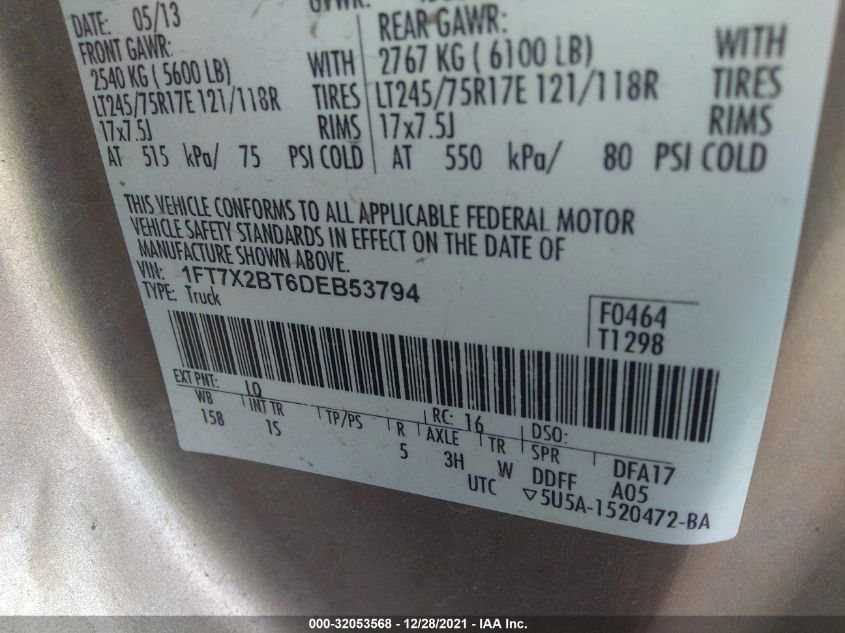 DATE: 05/13
FRONT GAWR:
2540 KG ( 5600 LB) WITH
LT245/75R17E 121/118R TIRES
17x7.5J RIMS
AT 515 kPa/ 75 PSI COLD
REAR GAWR:
2767 KG ( 6100 LB) WITH
LT245/75R17E 121/118R TIRES
17x7.5J RIMS
AT 550 kPa/ 80 PSI COLD
THIS VEHICLE CONFORMS TO ALL APPLICABLE FEDERAL MOTOR
VEHICLE SAFETY STANDARDS IN EFFECT ON THE DATE OF
MANUFACTURE SHOWN ABOVE.
VIN: 1FT7X2BT6DEB53794
TYPE: Truck
F0464
T1298
EXT PNT: IQ RC: 16 DSO:
WB INT TR TP/PS R AXLE TR SPR DFA17
158 1S 5 3H W DDFF A05
UTC ▽5U5A-1520472-BA
000-32053568 - 12/28/2021 - IAA Inc.